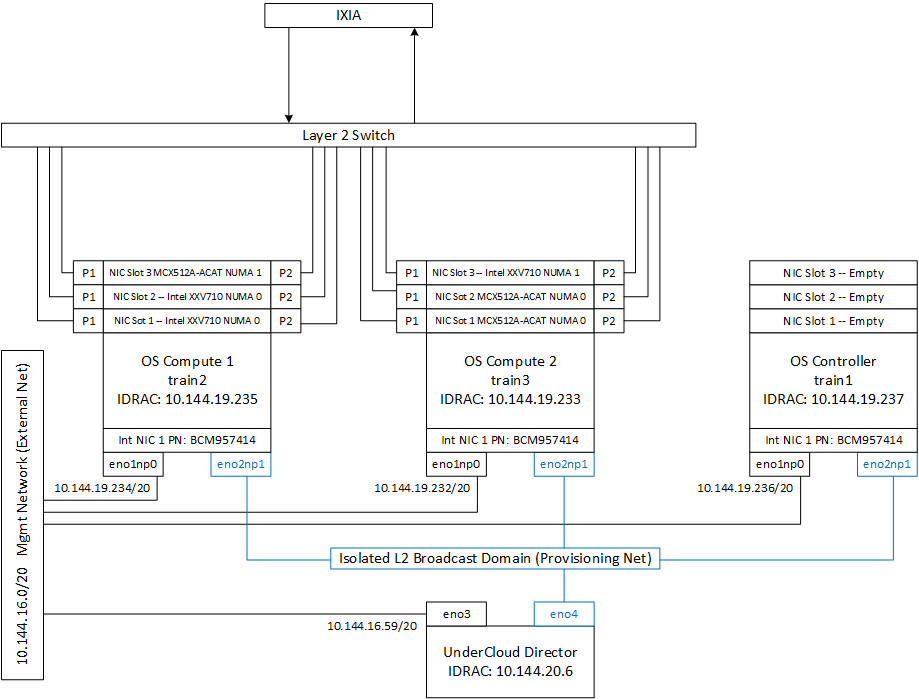 IXIA
Layer 2 Switch
P1 NIC Slot 3 MCX512A-ACAT NUMA 1 P2
P1 NIC Slot 2 -- Intel XXV710 NUMA 0 P2
P1 NIC Sot 1 -- Intel XXV710 NUMA 0 P2
OS Compute 1
train2
IDRAC: 10.144.19.235
Int NIC 1 PN: BCM957414
eno1np0 eno2np1
10.144.19.234/20
P1 NIC Slot 3 -- Intel XXV710 NUMA 1 P2
P1 NIC Slot 2 MCX512A-ACAT NUMA 0 P2
P1 NIC Slot 1 MCX512A-ACAT NUMA 0 P2
OS Compute 2
train3
IDRAC: 10.144.19.233
Int NIC 1 PN: BCM957414
eno1np0 eno2np1
10.144.19.232/20
NIC Slot 3 -- Empty
NIC Slot 2 -- Empty
NIC Slot 1 -- Empty
OS Controller
train1
IDRAC: 10.144.19.237
Int NIC 1 PN: BCM957414
eno1np0 eno2np1
10.144.19.236/20
10.144.16.0/20 Mgmt Network (External Net)
Isolated L2 Broadcast Domain (Provisioning Net)
eno3 eno4
10.144.16.59/20
UnderCloud Director
IDRAC: 10.144.20.6